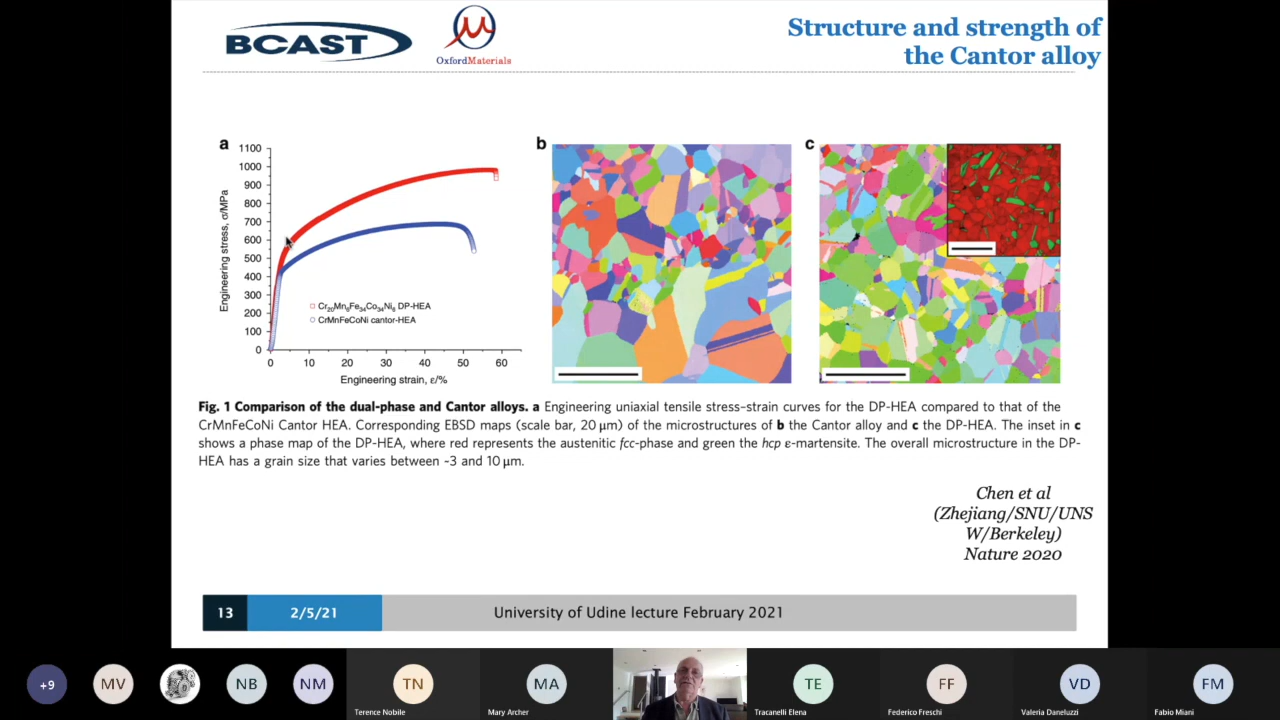 BCAST
OxfordMaterials
Structure and strength of
the Cantor alloy
a
1100
1000
900
800
700
600
500
400
300
200
100
0
Engineering stress, σ/MPa
0 10 20 30 40 50 60
Engineering strain, ε/%
Cr20Mn6Fe34Co34Ni6 DP-HEA
CrMnFeCoNi cantor-HEA
b
c
Fig. 1 Comparison of the dual-phase and Cantor alloys. a Engineering uniaxial tensile stress–strain curves for the DP-HEA compared to that of the
CrMnFeCoNi Cantor HEA. Corresponding EBSD maps (scale bar, 20 μm) of the microstructures of b the Cantor alloy and c the DP-HEA. The inset in c
shows a phase map of the DP-HEA, where red represents the austenitic fcc-phase and green the hcp ε-martensite. The overall microstructure in the DP-
HEA has a grain size that varies between ~3 and 10 μm.
Chen et al
(Zhejiang/SNU/UNS
W/Berkeley)
Nature 2020
13 2/5/21 University of Udine lecture February 2021
+9 MV NB NM TN MA TE FF VD FM
Terence Nobile Mary Archer Tracanelli Elena Federico Freschi Valeria Daneluzzi Fabio Miani